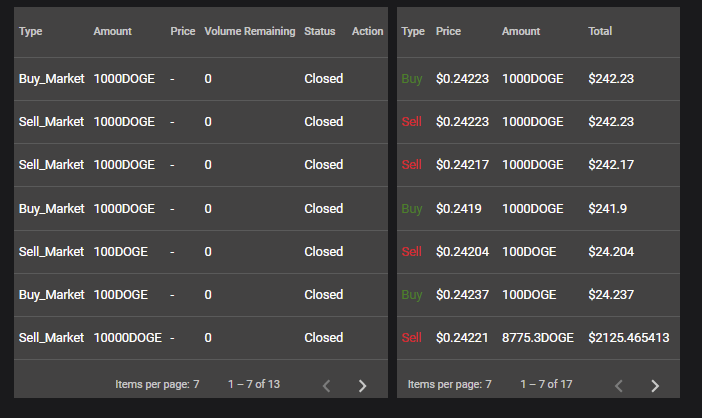 Type Amount Price Volume Remaining Status Action
Buy_Market 1000DOGE - 0 Closed
Sell_Market 1000DOGE - 0 Closed
Sell_Market 1000DOGE - 0 Closed
Buy_Market 1000DOGE - 0 Closed
Sell_Market 100DOGE - 0 Closed
Buy_Market 100DOGE - 0 Closed
Sell_Market 10000DOGE - 0 Closed
Items per page: 7 1 – 7 of 13
Type Price Amount Total
Buy $0.24223 1000DOGE $242.23
Sell $0.24223 1000DOGE $242.23
Sell $0.24217 1000DOGE $242.17
Buy $0.2419 1000DOGE $241.9
Sell $0.24204 100DOGE $24.204
Buy $0.24237 100DOGE $24.237
Sell $0.24221 8775.3DOGE $2125.465413
Items per page: 7 1 – 7 of 17